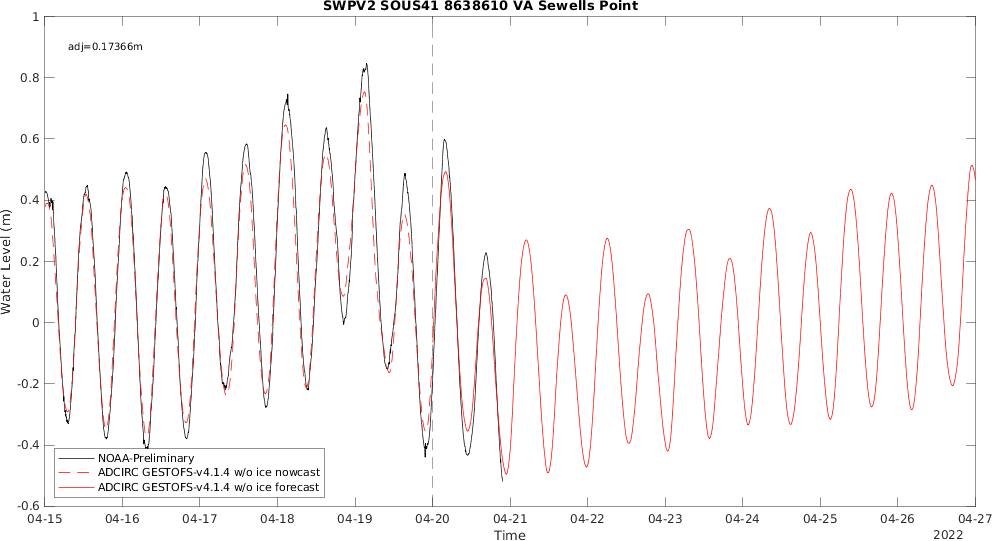 SWPV2 SOUS41 8638610 VA Sewells Point
adj=0.17366m
1
0.8
0.6
0.4
0.2
0
-0.2
-0.4
-0.6
Water Level (m)
NOAA-Preliminary
ADCIRC GESTOFS-v4.1.4 w/o ice nowcast
ADCIRC GESTOFS-v4.1.4 w/o ice forecast
04-15 04-16 04-17 04-18 04-19 04-20 04-21 04-22 04-23 04-24 04-25 04-26 04-27
Time
2022